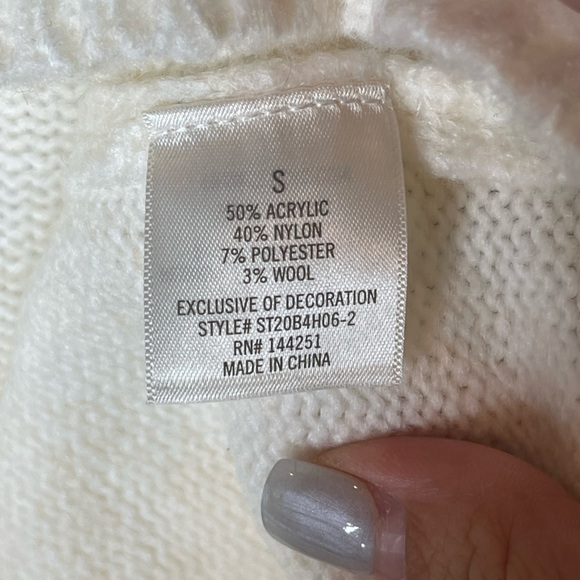 S
50% ACRYLIC
40% NYLON
7% POLYESTER
3% WOOL
EXCLUSIVE OF DECORATION
STYLE# ST20B4H06-2
RN# 144251
MADE IN CHINA